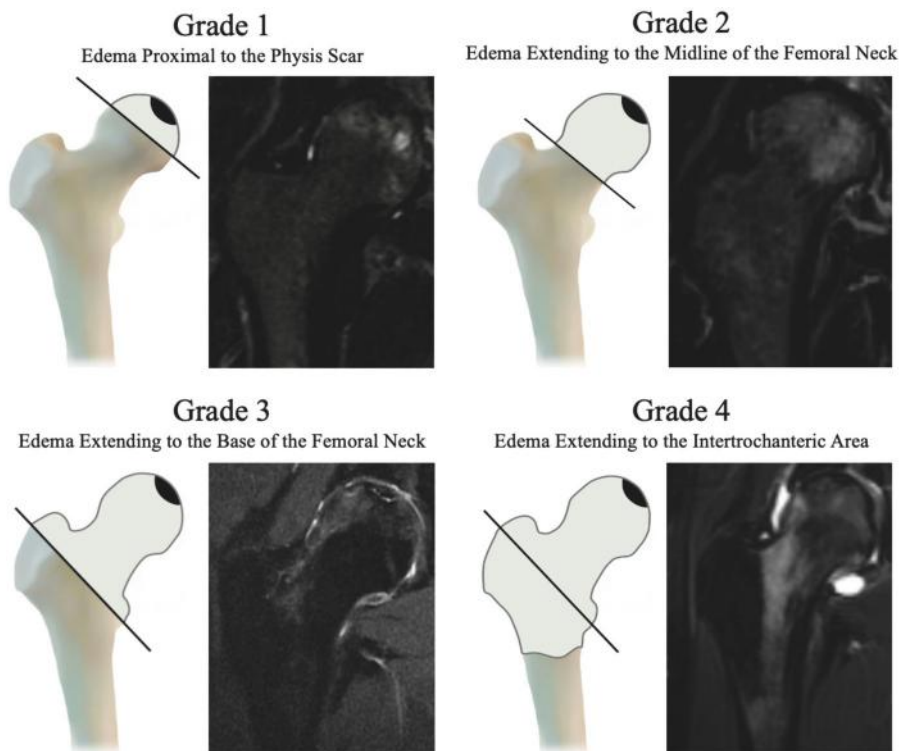 Grade 1
Edema Proximal to the Physis Scar
Grade 2
Edema Extending to the Midline of the Femoral Neck
Grade 3
Edema Extending to the Base of the Femoral Neck
Grade 4
Edema Extending to the Intertrochanteric Area